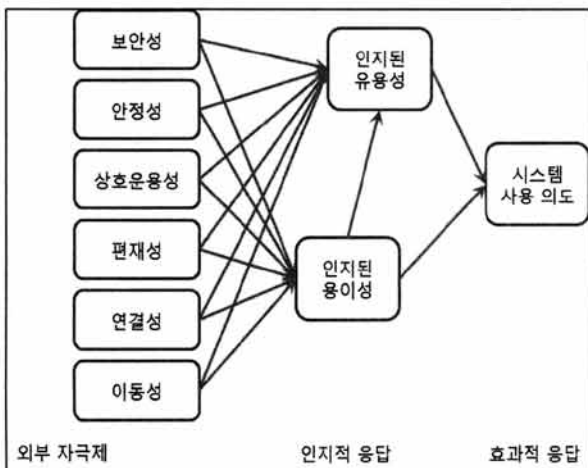 보안성
안정성
상호운용성
편재성
연결성
이동성
인지된
유용성
인지된
용이성
시스템
사용 의도
외부 자극제
인지적 응답
효과적 응답